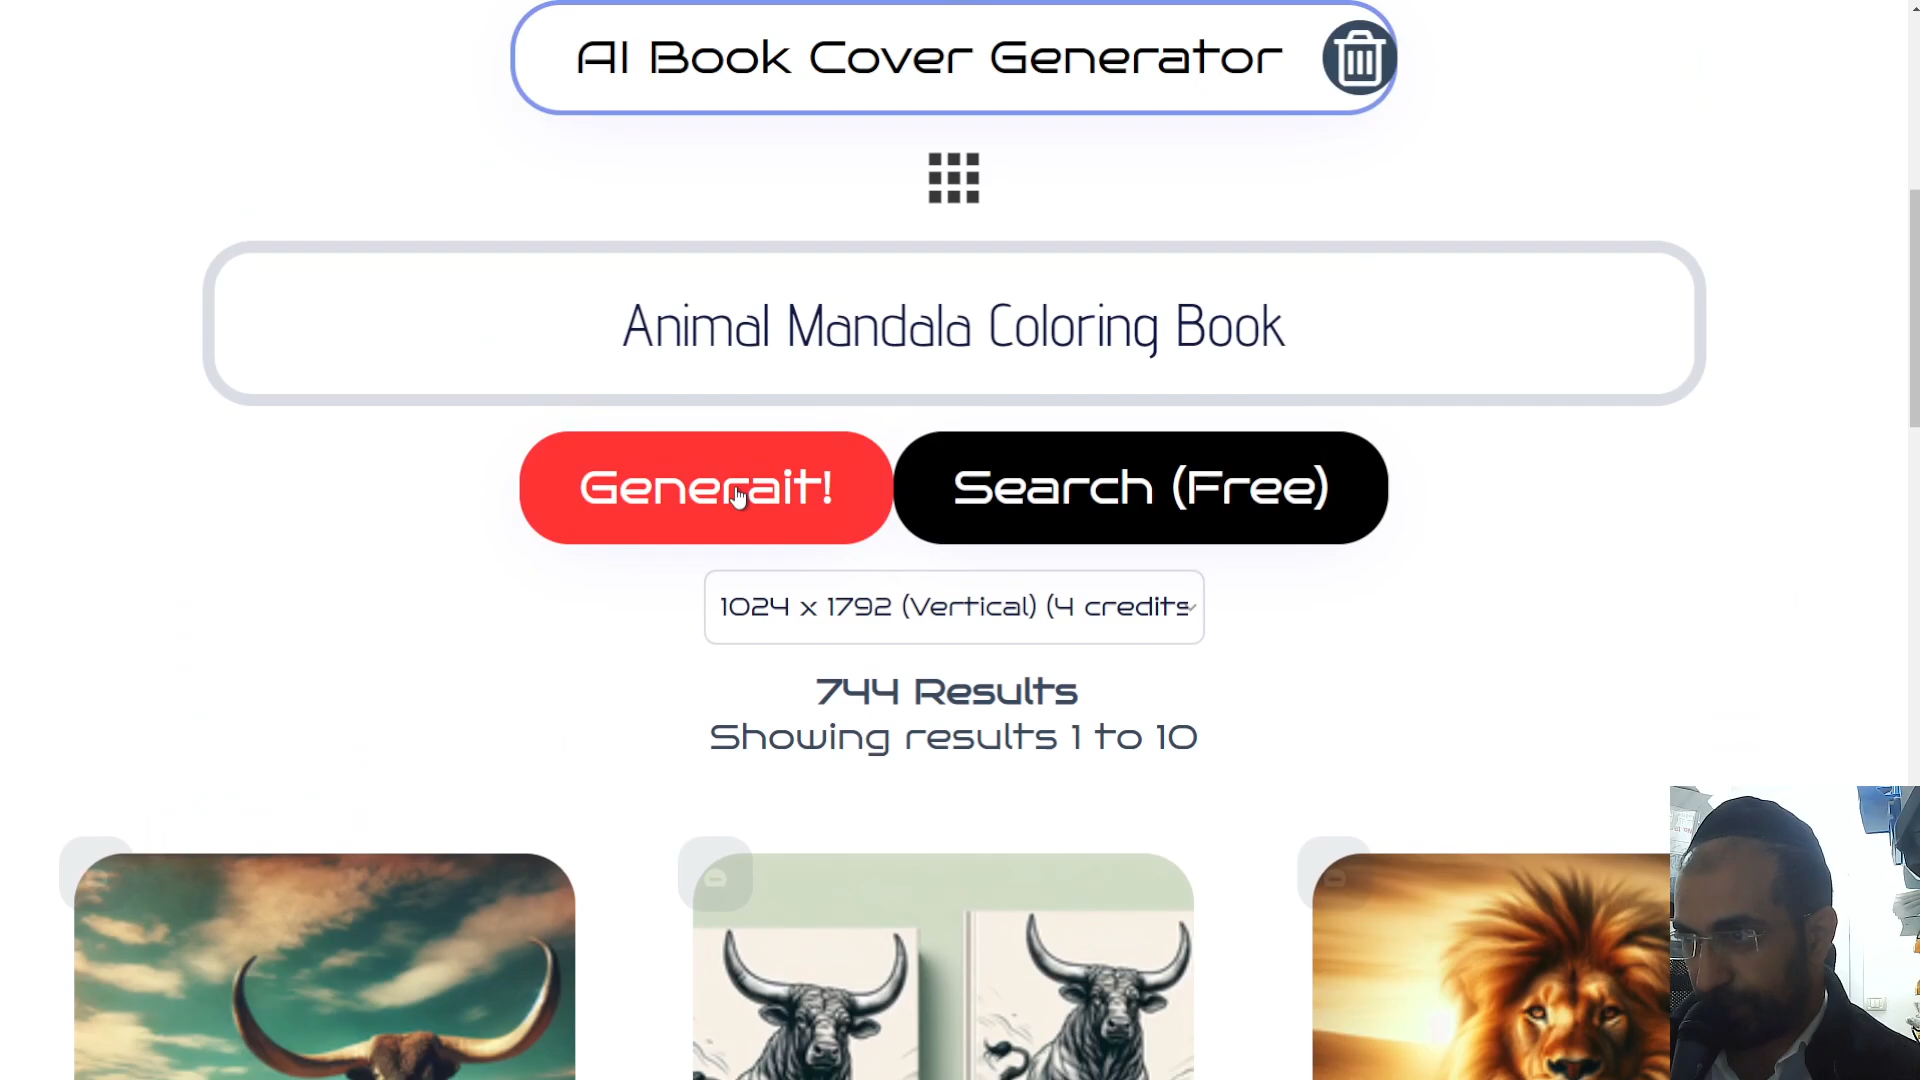 AI Book Cover Generator
Animal Mandala Coloring Book
Generait!
Search (Free)
1024 x 1792 (Vertical) (4 credits
744 Results
Showing results 1 to 10